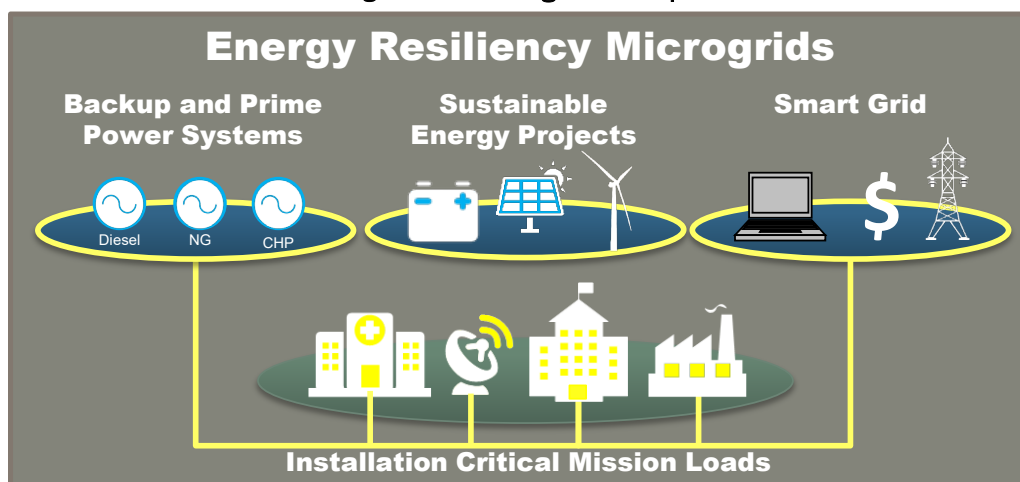 Energy Resiliency Microgrids
Backup and Prime
Power Systems
Sustainable
Energy Projects
Smart Grid
Diesel
NG
CHP
$
Installation Critical Mission Loads